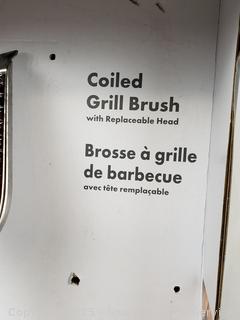 Coiled
Grill Brush
with Replaceable Head
Brosse à grille
de barbecue
avec tête remplaçable